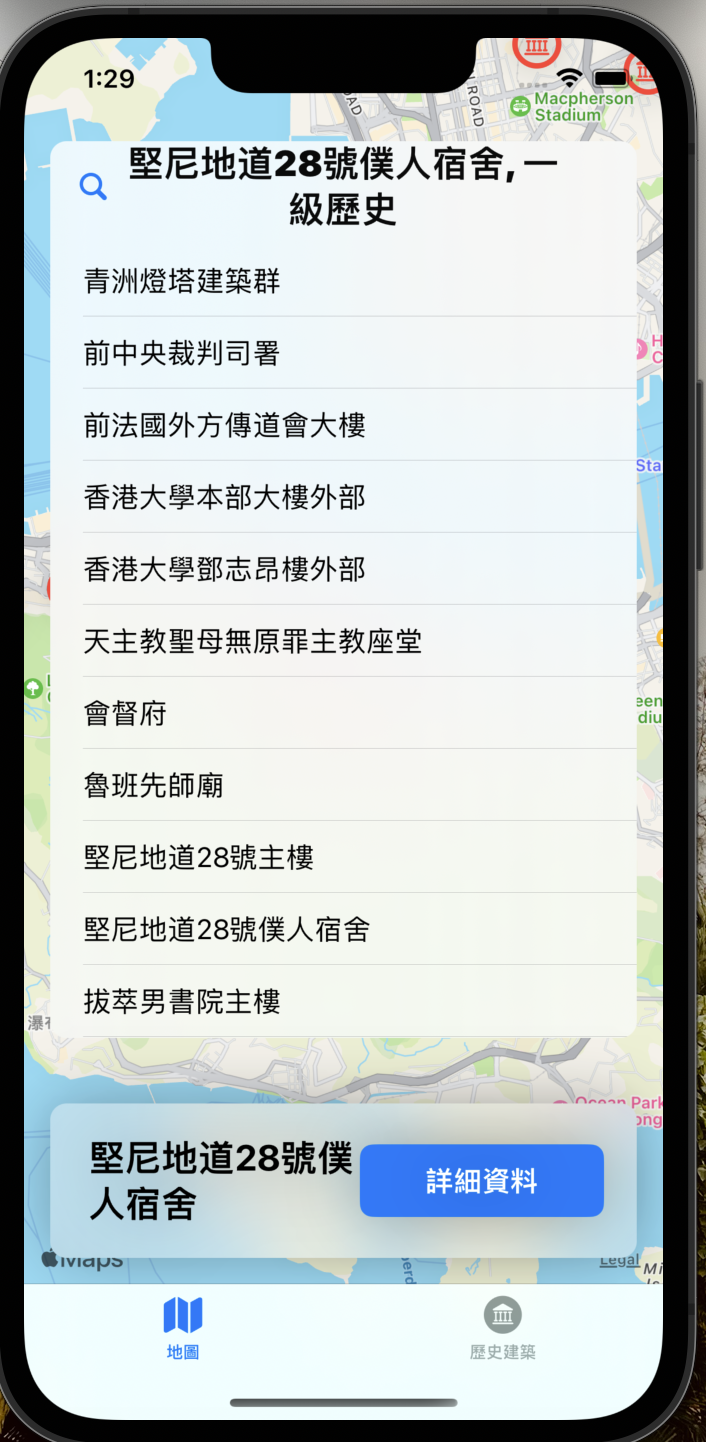 1:29
ROAD
Macpherson
Stadium
堅尼地道28號僕人宿舍, 一
級歷史
青洲燈塔建築群
前中央裁判司署
前法國外方傳道會大樓
香港大學本部大樓外部
香港大學鄧志昂樓外部
天主教聖母無原罪主教座堂
會督府
魯班先師廟
堅尼地道28號主樓
堅尼地道28號僕人宿舍
拔萃男書院主樓
Ocean Park
堅尼地道28號僕
人宿舍
詳細資料
Maps
Legal
地圖
歷史建築